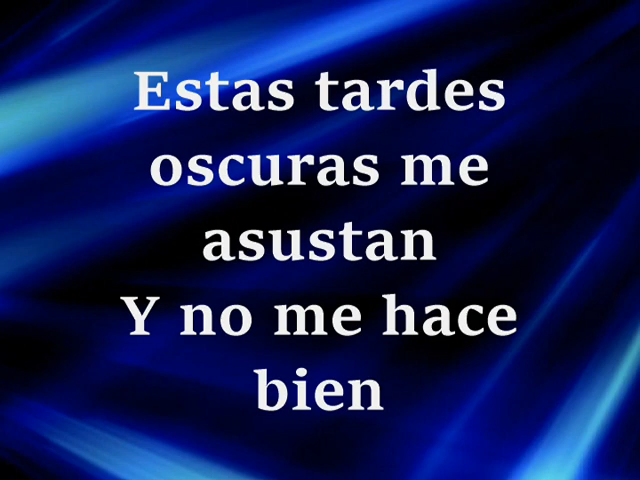 Estas tardes
oscuras me
asustan
Y no me hace
bien